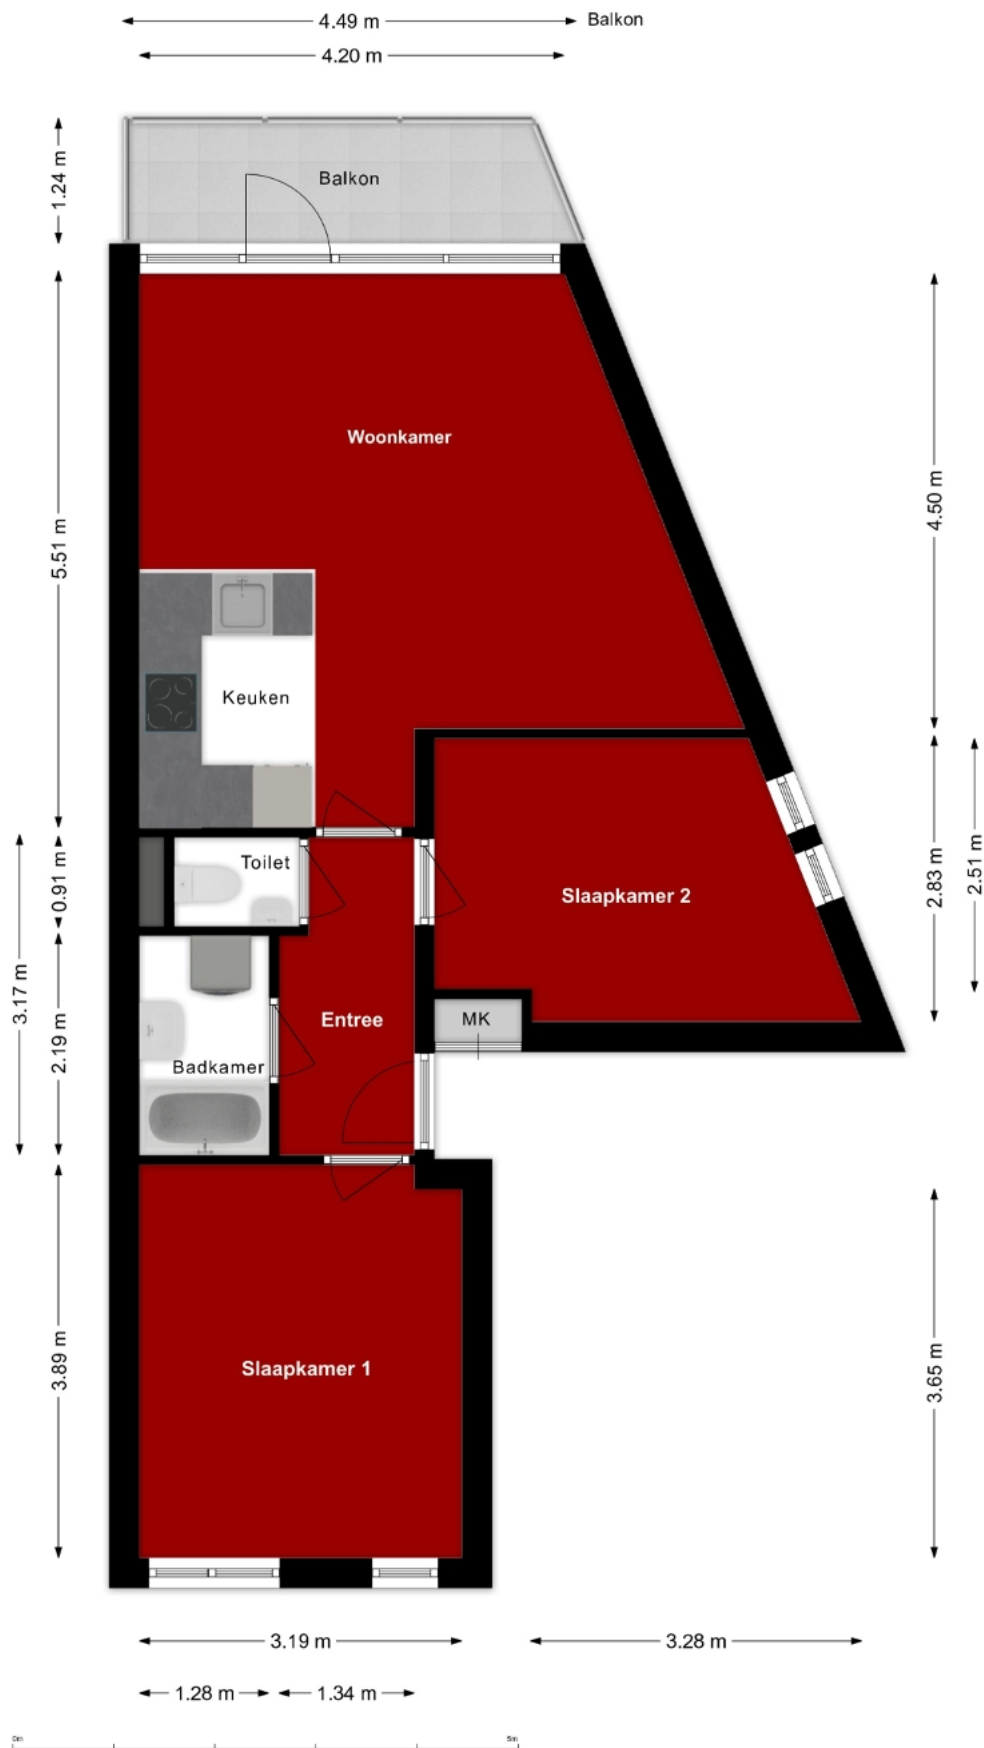 4.49 m
Balkon
4.20 m
1.24 m
Balkon
Woonkamer
5.51 m
4.50 m
Keuken
Toilet
0.91 m
Slaapkamer 2
2.83 m
2.51 m
3.17 m
2.19 m
Entree
MK
Badkamer
Slaapkamer 1
3.89 m
3.65 m
3.19 m
3.28 m
1.28 m
1.34 m
0m
5m